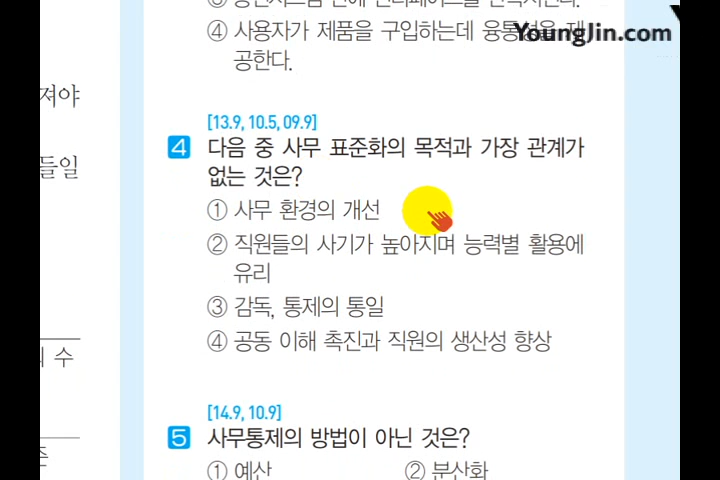 ④ 사용자가 제품을 구입하는데 융통성을 제
YoungJin.com
공한다.
져야
들일
수
[13.9, 10.5, 09.9]
4 다음 중 사무 표준화의 목적과 가장 관계가
없는 것은?
① 사무 환경의 개선
② 직원들의 사기가 높아지며 능력별 활용에
유리
③ 감독, 통제의 통일
④ 공동 이해 촉진과 직원의 생산성 향상
[14.9, 10.9]
5 사무통제의 방법이 아닌 것은?
① 예산 ② 분산화